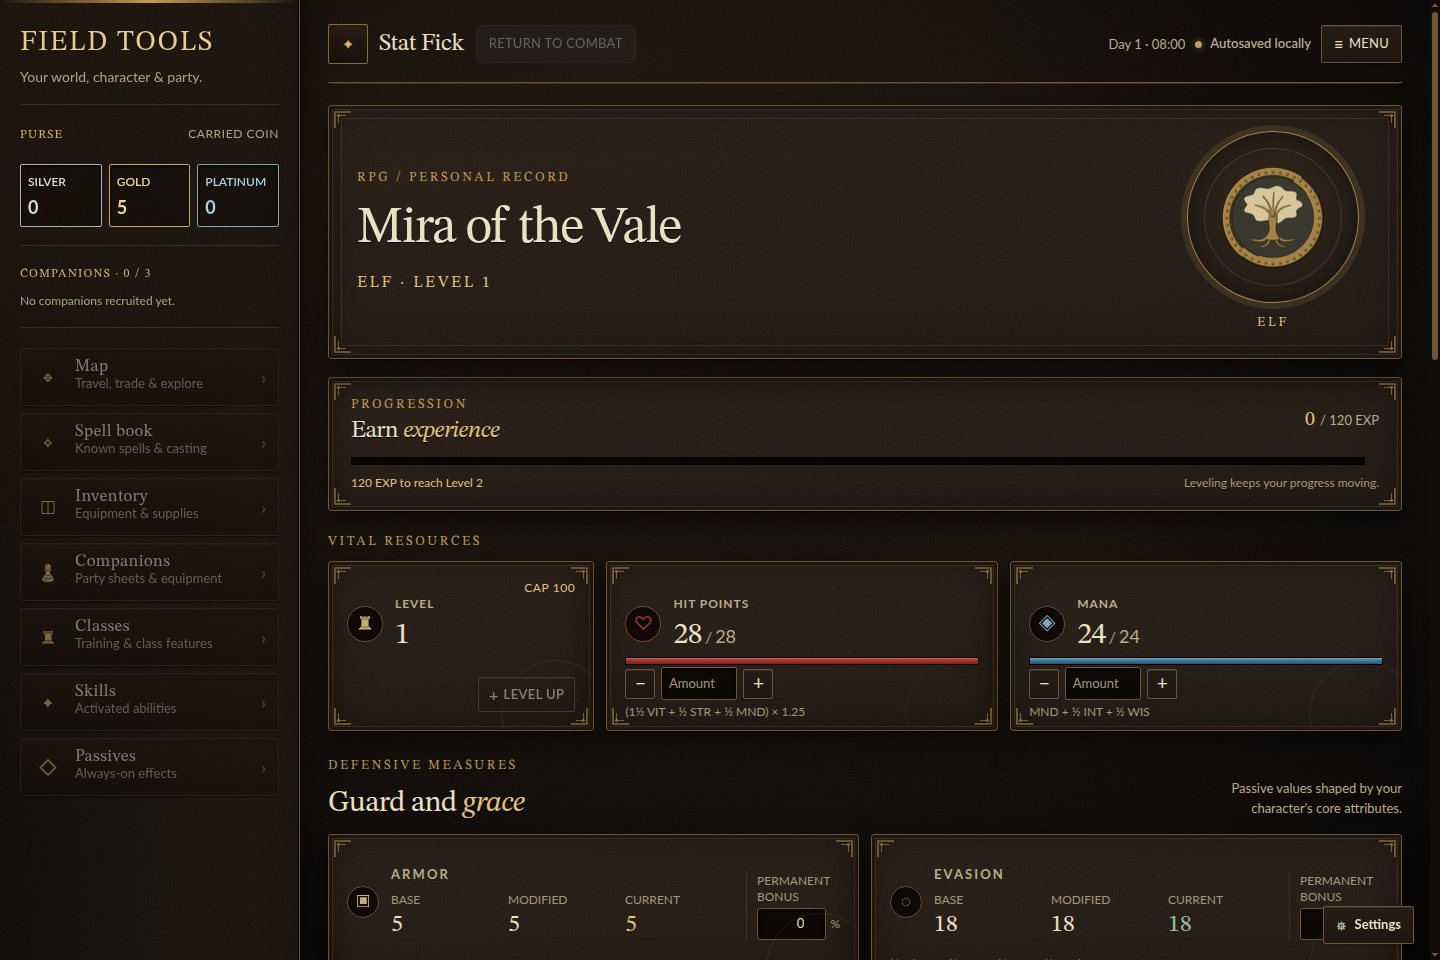 FIELD TOOLS
Your world, character & party.
PURSE
CARRIED COIN
SILVER
0
GOLD
5
PLATINUM
0
COMPANIONS · 0 / 3
No companions recruited yet.
Map
Travel, trade & explore
Spell book
Known spells & casting
Inventory
Equipment & supplies
Companions
Party sheets & equipment
Classes
Training & class features
Skills
Activated abilities
Passives
Always-on effects
Stat Fick
RETURN TO COMBAT
Day 1 · 08:00
Autosaved locally
≡ MENU
RPG / PERSONAL RECORD
Mira of the Vale
ELF · LEVEL 1
ELF
PROGRESSION
Earn experience
0 / 120 EXP
120 EXP to reach Level 2
Leveling keeps your progress moving.
VITAL RESOURCES
CAP 100
LEVEL
1
+ LEVEL UP
HIT POINTS
28 / 28
− Amount +
(1½ VIT + ½ STR + ½ MND) × 1.25
MANA
24 / 24
− Amount +
MND + ½ INT + ½ WIS
DEFENSIVE MEASURES
Guard and grace
Passive values shaped by your
character's core attributes.
ARMOR
BASE
5
MODIFIED
5
CURRENT
5
PERMANENT
BONUS
0 %
EVASION
BASE
18
MODIFIED
18
CURRENT
18
PERMANENT
BONUS
Settings